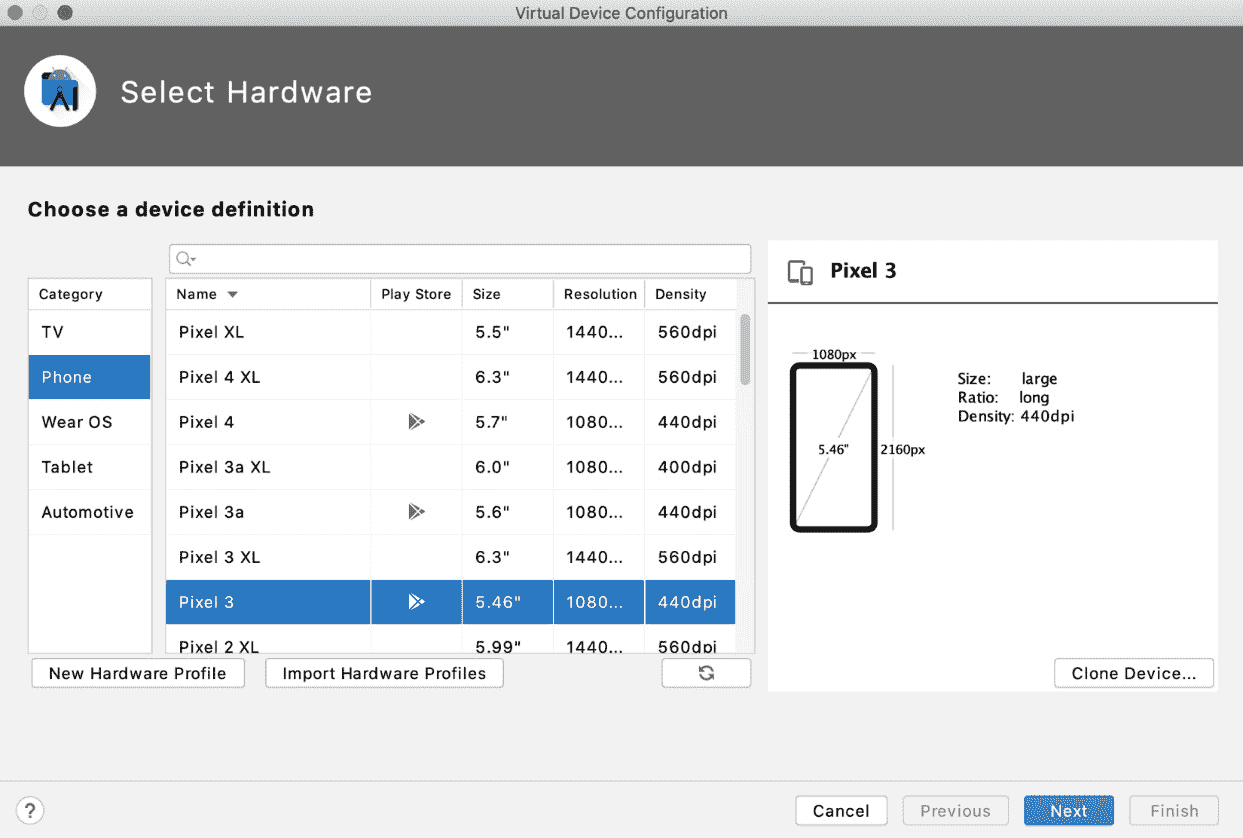 Virtual Device Configuration
Select Hardware
Choose a device definition
Category
TV
Phone
Wear OS
Tablet
Automotive
Name Play Store Size Resolution Density
Pixel XL 5.5" 1440... 560dpi
Pixel 4 XL 6.3" 1440... 560dpi
Pixel 4 5.7" 1080... 440dpi
Pixel 3a XL 6.0" 1080... 400dpi
Pixel 3a 5.6" 1080... 440dpi
Pixel 3 XL 6.3" 1440... 560dpi
Pixel 3 5.46" 1080... 440dpi
Pixel 2 XL 5.99" 1440... 560dpi
New Hardware Profile Import Hardware Profiles
Pixel 3
1080px
5.46" 2160px
Size: large
Ratio: long
Density: 440dpi
Clone Device...
? Cancel Previous Next Finish